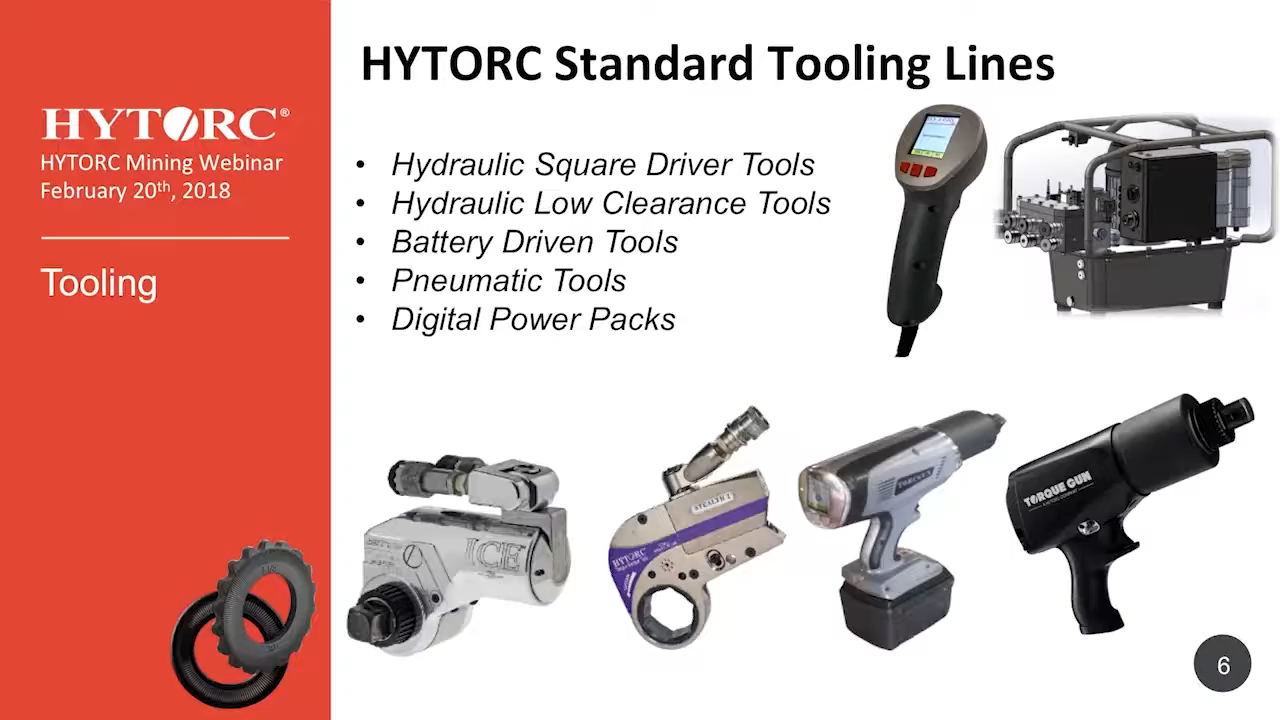 HYTORC Standard Tooling Lines
HYTORC®
HYTORC Mining Webinar
February 20th, 2018
Tooling
• Hydraulic Square Driver Tools
• Hydraulic Low Clearance Tools
• Battery Driven Tools
• Pneumatic Tools
• Digital Power Packs
ICE
STEALTH 2
HYTORC
TORQUE GUN
6